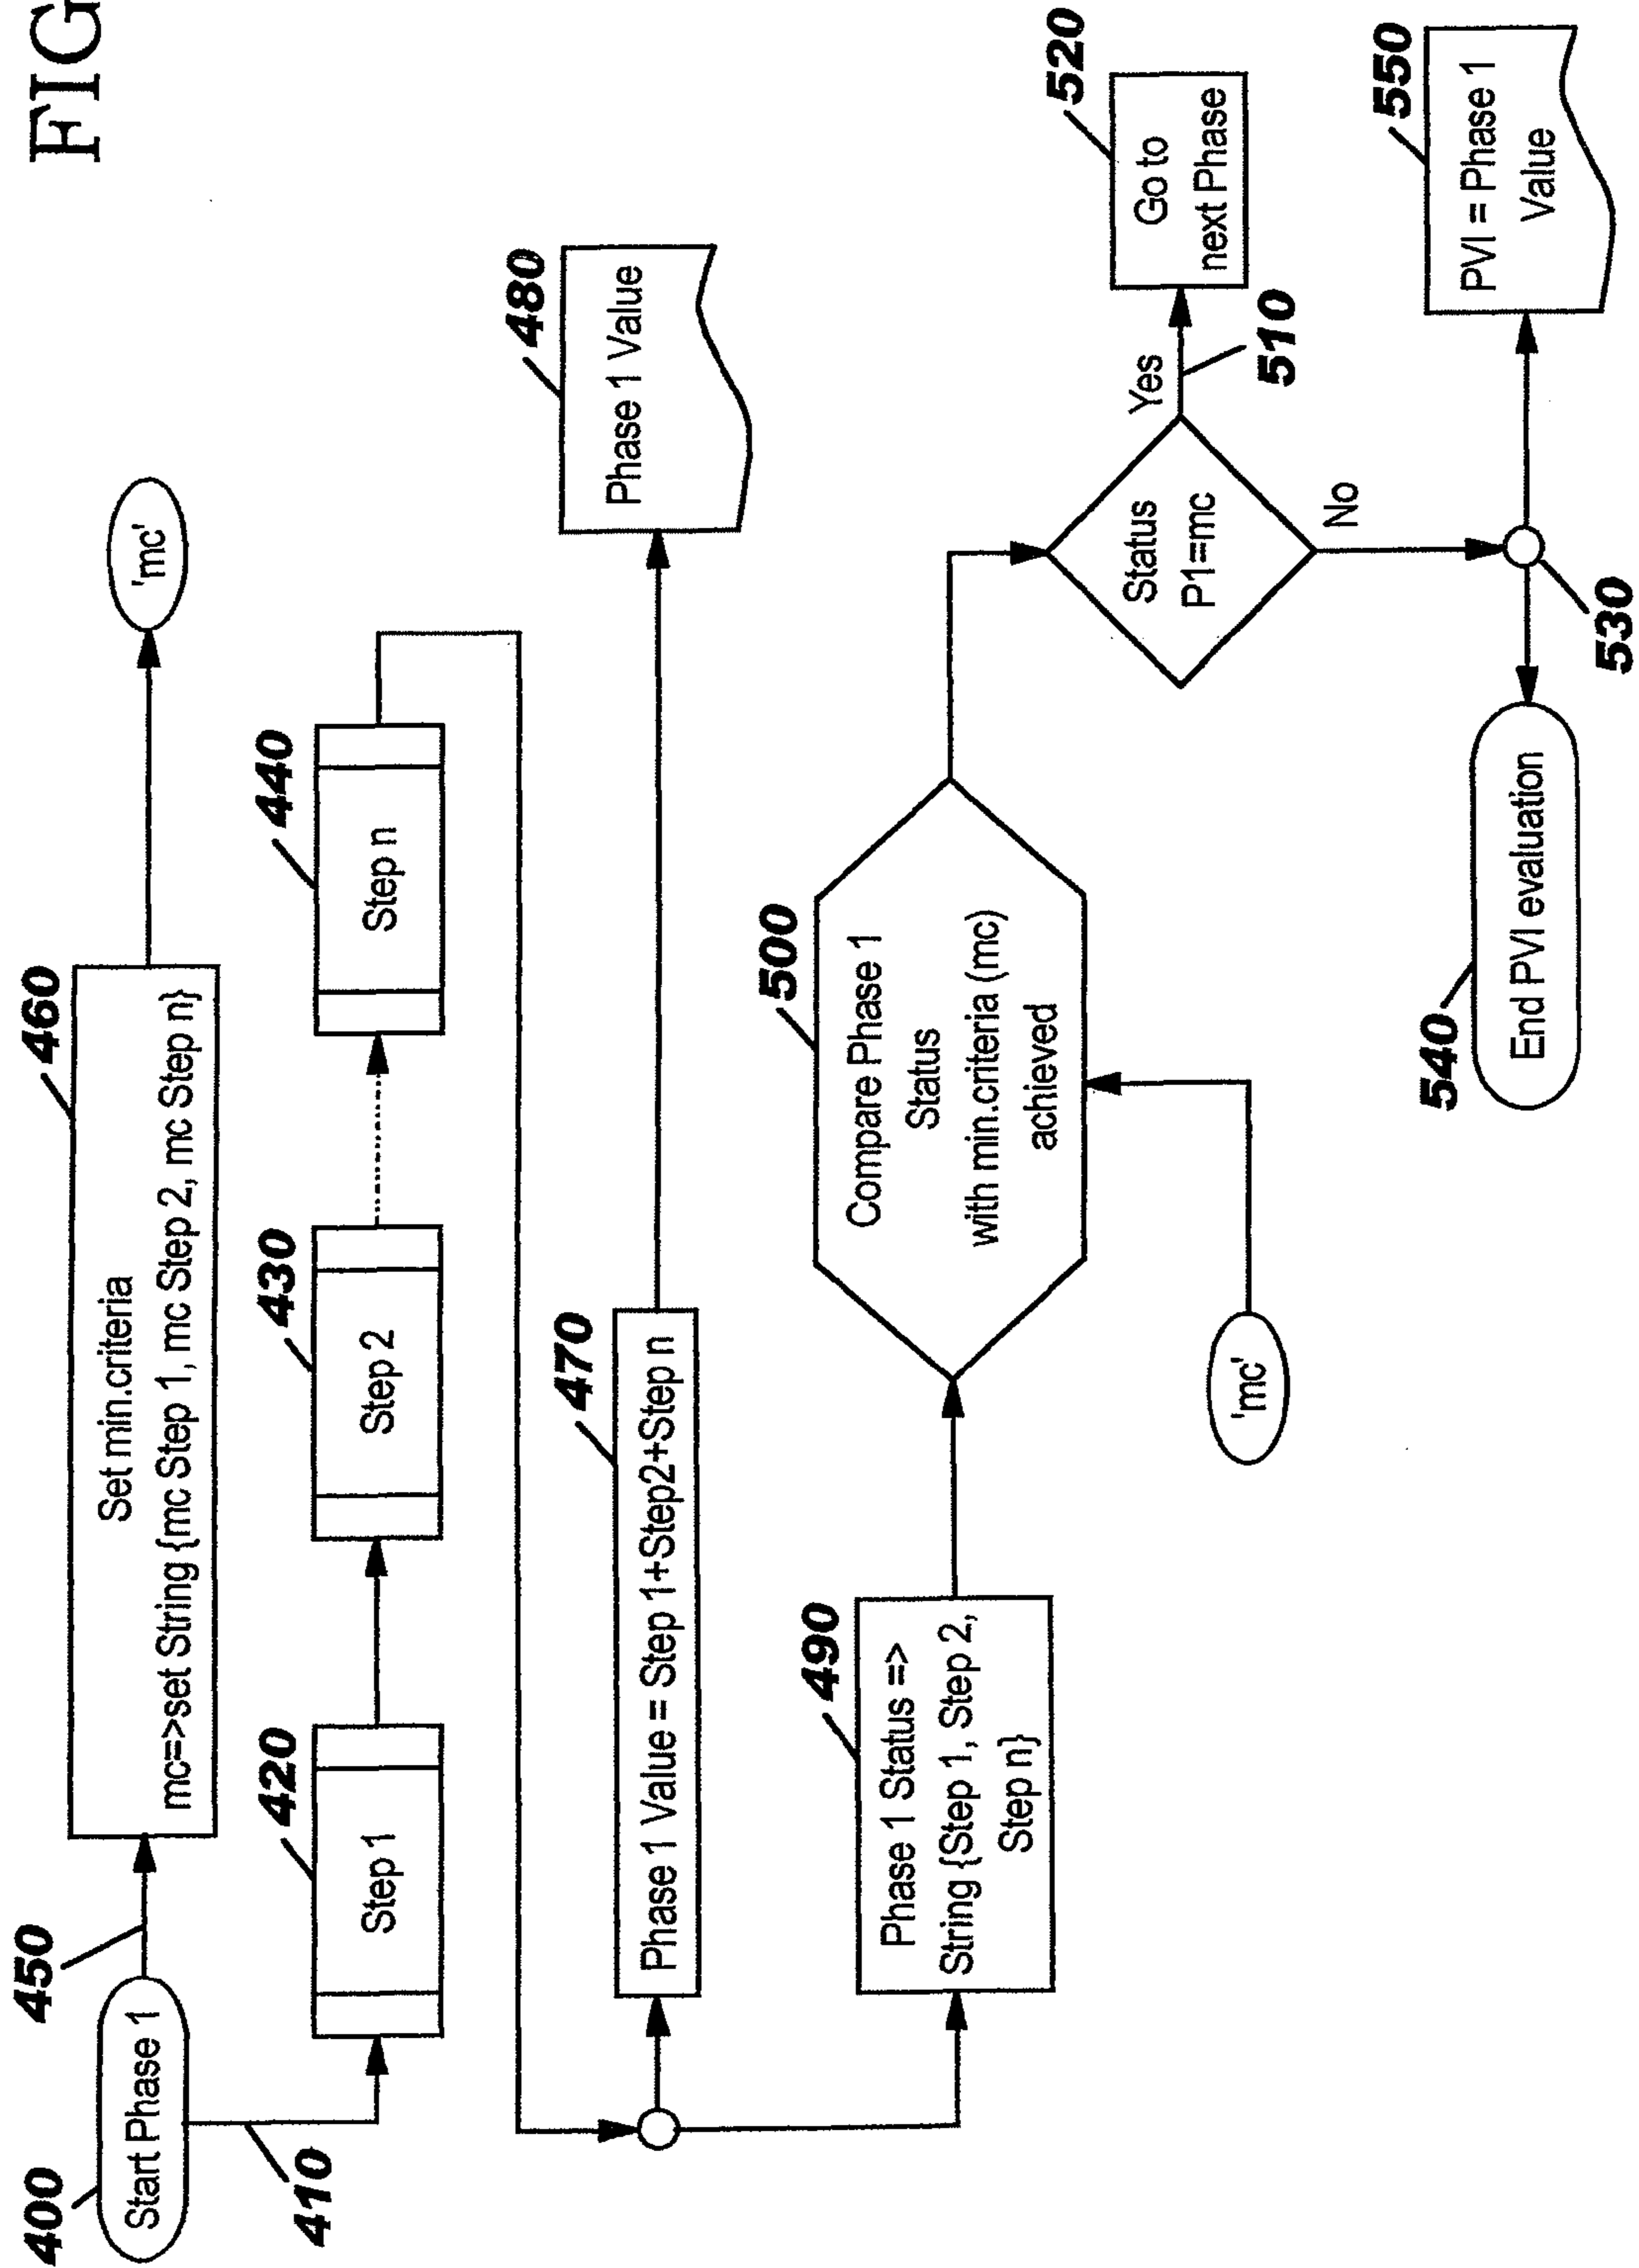 FIG
400
Start Phase 1
450
410
460
Set min.criteria
mc=>set String {mc Step 1, mc Step 2, mc Step n}
'mc'
420
Step 1
430
Step 2
440
Step n
470
Phase 1 Value = Step 1+Step2+Step n
480
Phase 1 Value
490
Phase 1 Status =>
String {Step 1, Step 2,
Step n}
500
Compare Phase 1
Status
with min.criteria (mc)
achieved
'mc'
Status
P1=mc
Yes
510
520
Go to
next Phase
No
530
540
End PVI evaluation
550
PVI = Phase 1
Value